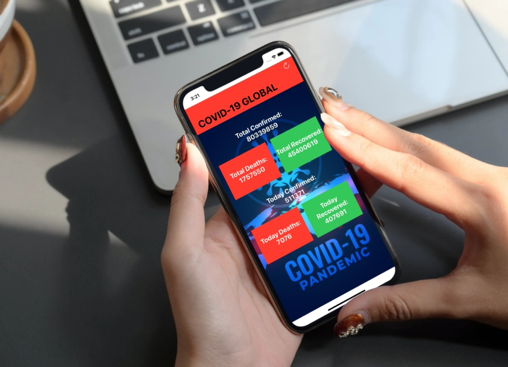 3:21
COVID-19 GLOBAL
Total Confirmed:
80339859
Total Deaths:
1757550
Total Recovered:
45400619
Today Confirmed:
511371
Today Deaths:
7076
Today
Recovered:
407691
COVID-19
PANDEMIC